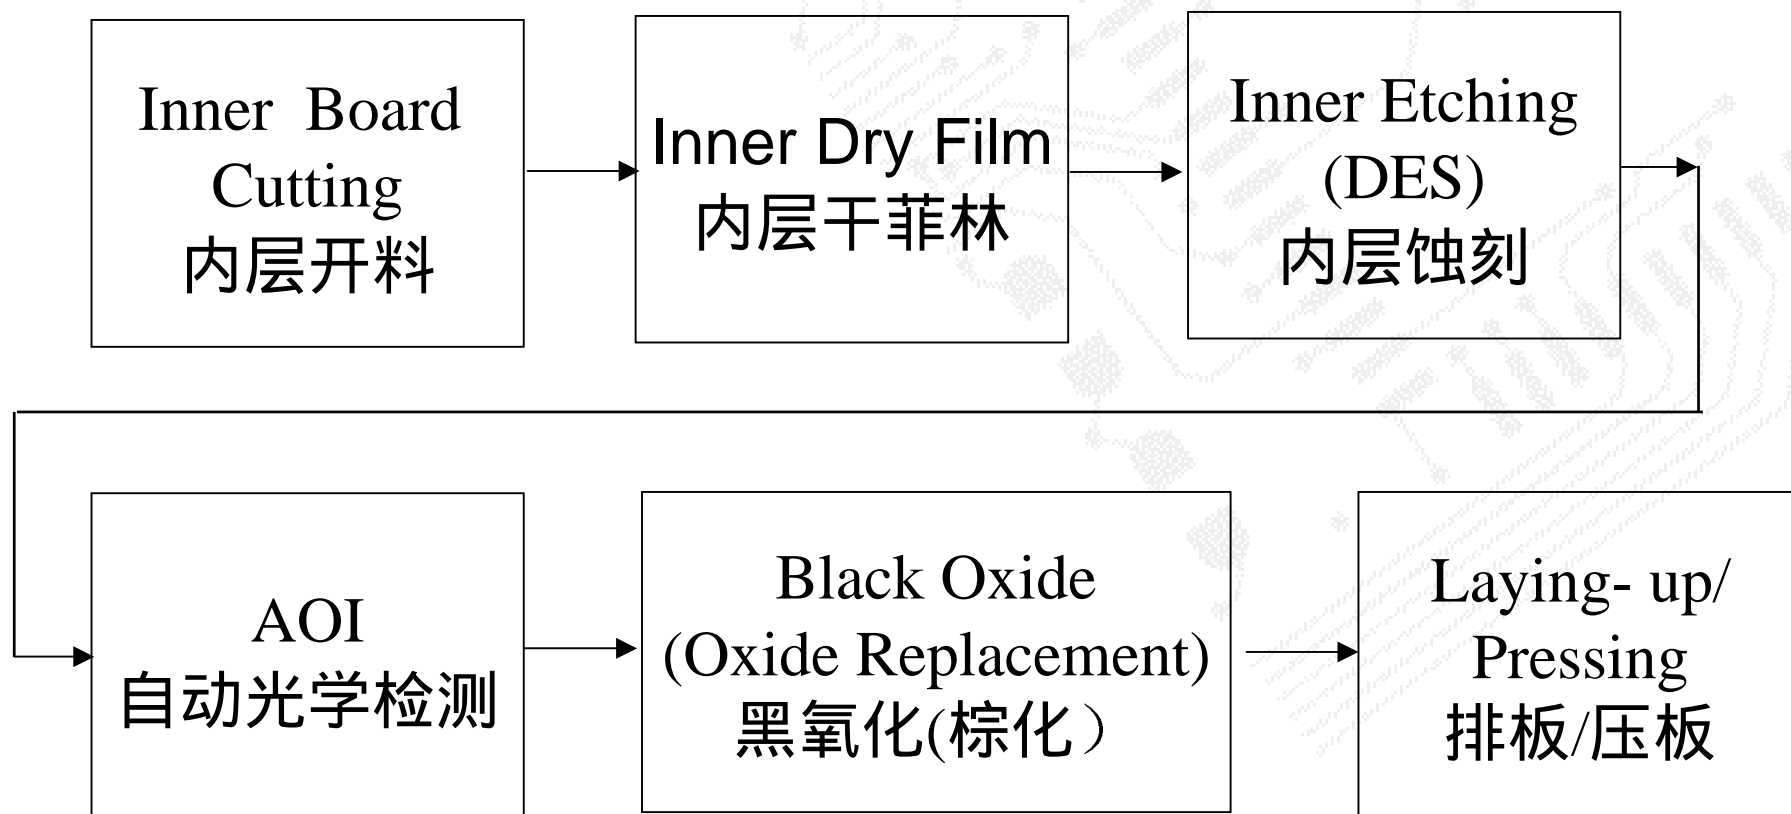 Inner Board
Cutting
内层开料
Inner Dry Film
内层干菲林
Inner Etching
(DES)
内层蚀刻
AOI
自动光学检测
Black Oxide
(Oxide Replacement)
黑氧化(棕化）
Laying- up/
Pressing
排板/压板